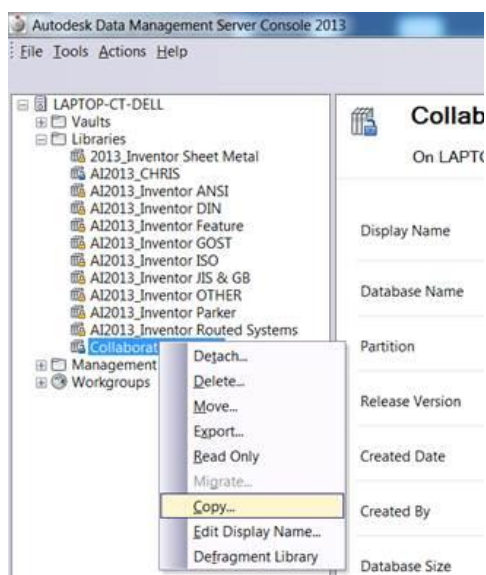 Autodesk Data Management Server Console 2013
File Tools Actions Help
LAPTOP-CT-DELL
Vaults
Libraries
2013_Inventor Sheet Metal
AI2013_CHRIS
AI2013_Inventor ANSI
AI2013_Inventor DIN
AI2013_Inventor Feature
AI2013_Inventor GOST
AI2013_Inventor ISO
AI2013_Inventor JIS & GB
AI2013_Inventor OTHER
AI2013_Inventor Parker
AI2013_Inventor Routed Systems
Collaborat
Management
Workgroups
Detach...
Delete...
Move...
Export...
Read Only
Migrate...
Copy...
Edit Display Name...
Defragment Library
Collab
On LAPTO
Display Name
Database Name
Partition
Release Version
Created Date
Created By
Database Size